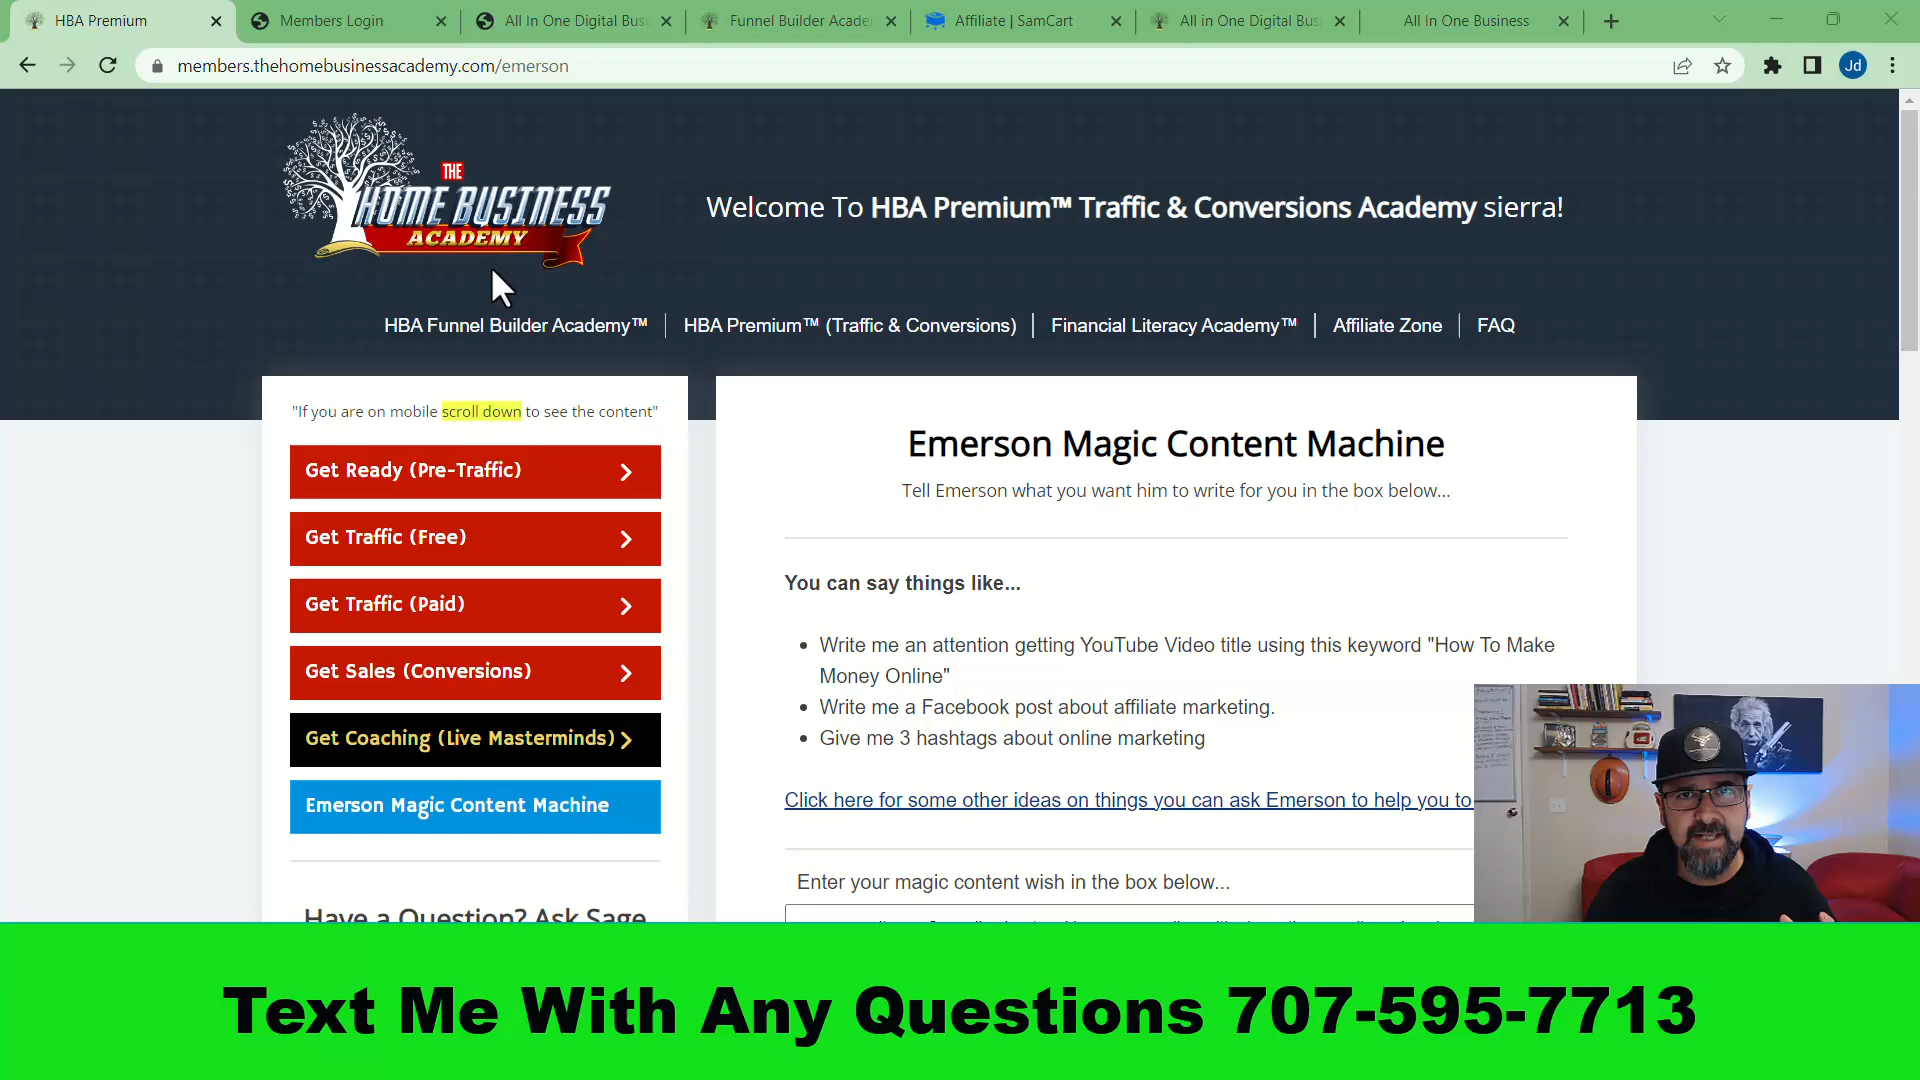 HBA Premium
Members Login
All In One Digital Bus
Funnel Builder Acade
Affiliate | SamCart
All in One Digital Bus
All In One Business
members.thehomebusinessacademy.com/emerson
Jd
THE
HOME BUSINESS
ACADEMY
Welcome To HBA Premium™ Traffic & Conversions Academy sierra!
HBA Funnel Builder Academy™
HBA Premium™ (Traffic & Conversions)
Financial Literacy Academy™
Affiliate Zone
FAQ
"If you are on mobile scroll down to see the content"
Get Ready (Pre-Traffic)
Get Traffic (Free)
Get Traffic (Paid)
Get Sales (Conversions)
Get Coaching (Live Masterminds)
Emerson Magic Content Machine
Have a Question? Ask Sage
Emerson Magic Content Machine
Tell Emerson what you want him to write for you in the box below...
You can say things like...
• Write me an attention getting YouTube Video title using this keyword "How To Make
Money Online"
• Write me a Facebook post about affiliate marketing.
• Give me 3 hashtags about online marketing
Click here for some other ideas on things you can ask Emerson to help you to
Enter your magic content wish in the box below...
Text Me With Any Questions 707-595-7713